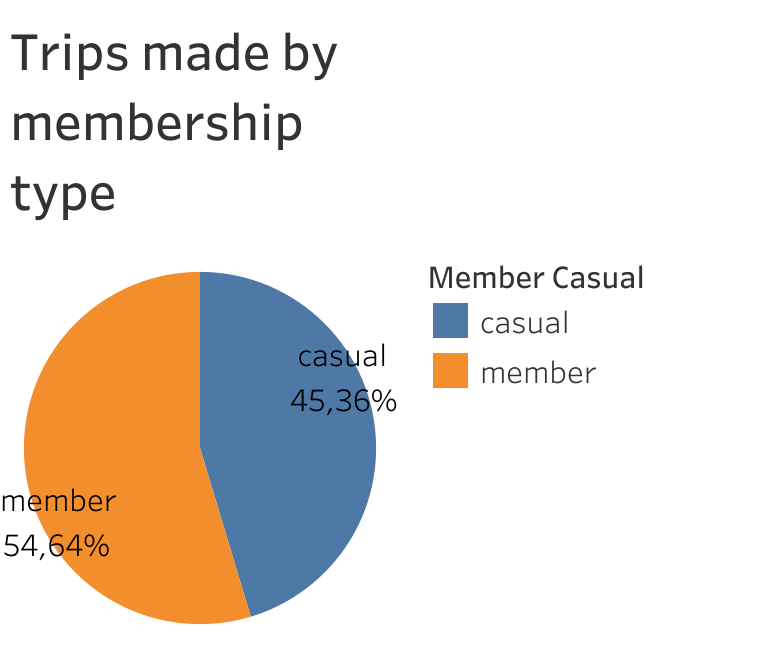 Trips made by
membership
type
Member Casual
casual
member
casual
45,36%
member
54,64%